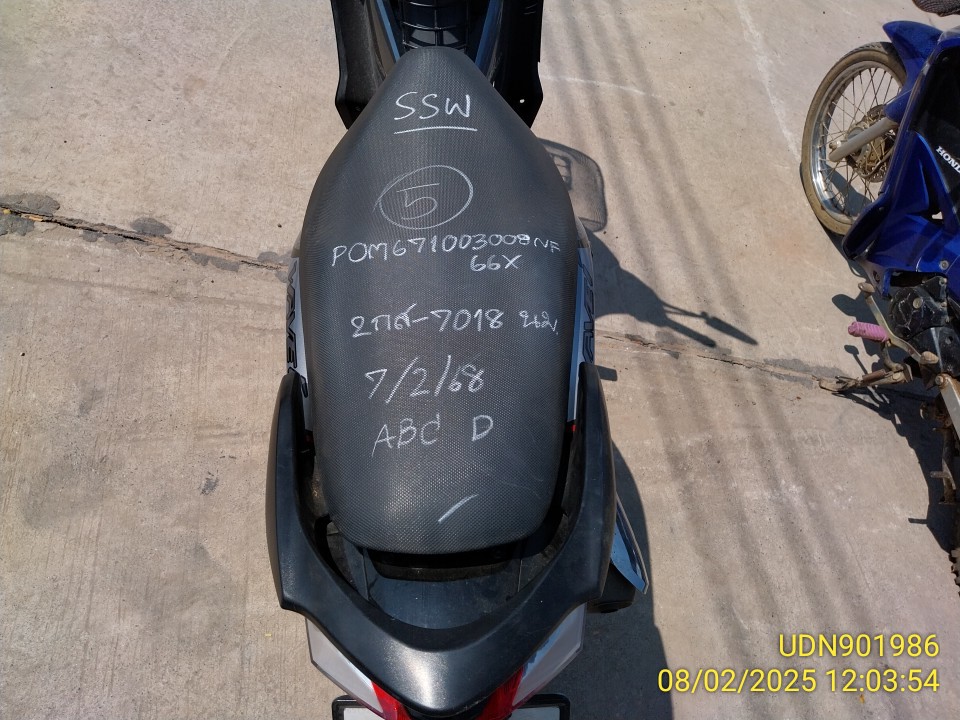 SSW
5
POM671003008NF
66X
2กส-7018 นม.
7/2/68
ABC D
HONDA
UDN901986
08/02/2025 12:03:54